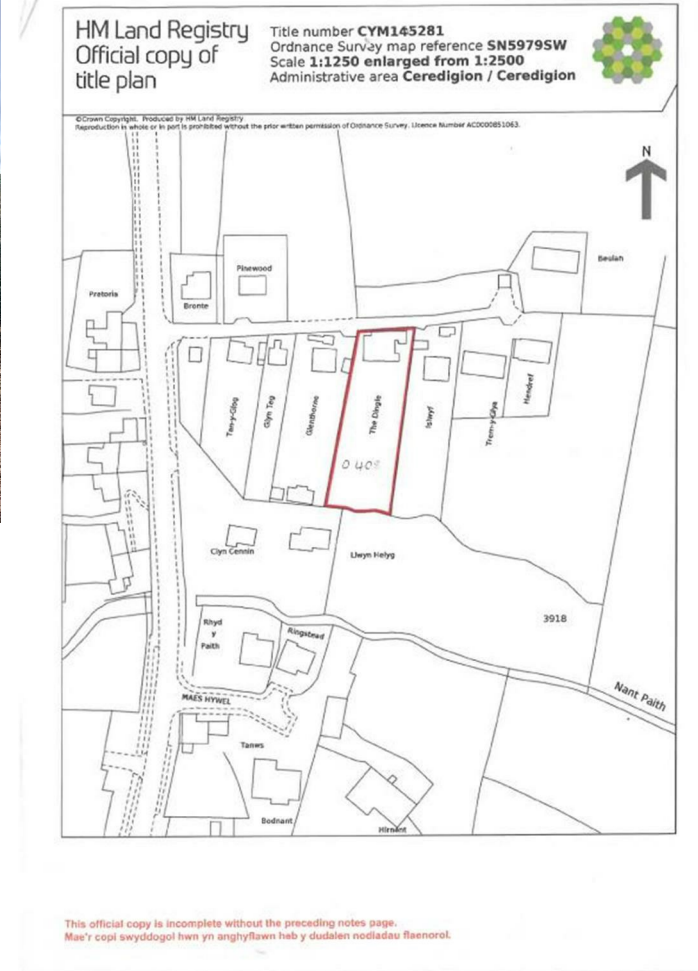 HM Land Registry
Official copy of
title plan
Title number CYM145281
Ordnance Survey map reference SN5979SW
Scale 1:1250 enlarged from 1:2500
Administrative area Ceredigion / Ceredigion
©Crown Copyright. Produced by HM Land Registry.
Reproduction in whole or in part is prohibited without the prior written permission of Ordnance Survey. Licence Number AC0000851063.
N
Beulah
Pinewood
Pretoria
Bronte
Tan-y-Glog
Glyn Teg
Glenthorne
The Dingle
Islwyf
Trem-y-Glya
Hendref
0 408
Clyn Cennin
Llwyn Helyg
3918
Rhyd
y
Paith
Ringstead
Nant Paith
MAES HYWEL
Tanws
Bodnant
Hirnant
This official copy is incomplete without the preceding notes page.
Mae'r copi swyddogol hwn yn anghyflawn heb y dudalen nodiadau flaenorol.